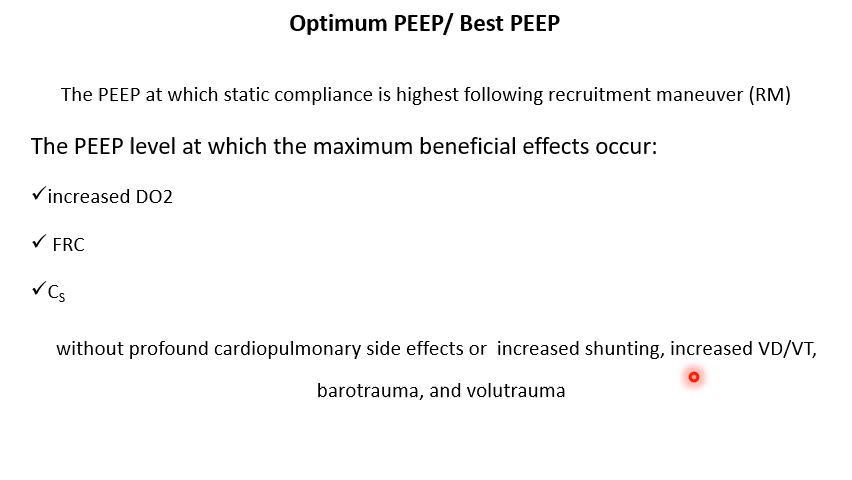 Optimum PEEP/ Best PEEP
The PEEP at which static compliance is highest following recruitment maneuver (RM)
The PEEP level at which the maximum beneficial effects occur:
✓increased DO2
✓ FRC
✓Cs
without profound cardiopulmonary side effects or  increased shunting, increased VD/VT,
barotrauma, and volutrauma